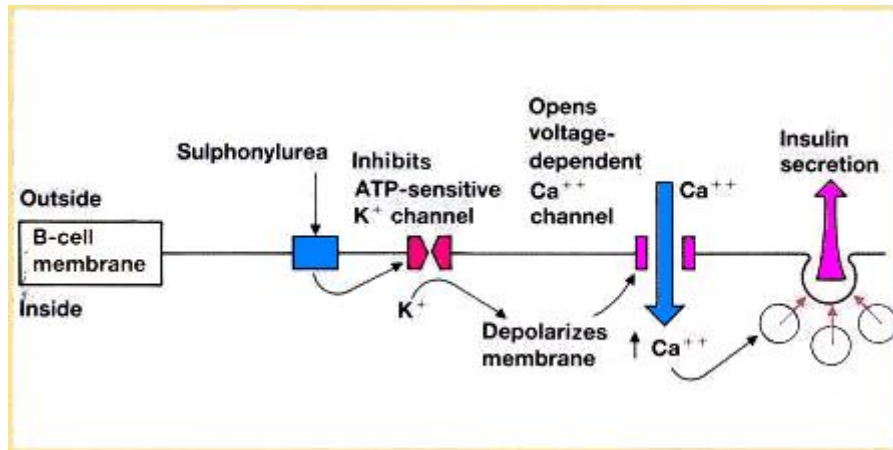 Sulphonylurea
Inhibits
ATP-sensitive
K⁺ channel
Opens
voltage-
dependent
Ca⁺⁺
channel
Ca⁺⁺
Insulin
secretion
Outside
B-cell
membrane
Inside
K⁺
Depolarizes
membrane
↑ Ca⁺⁺